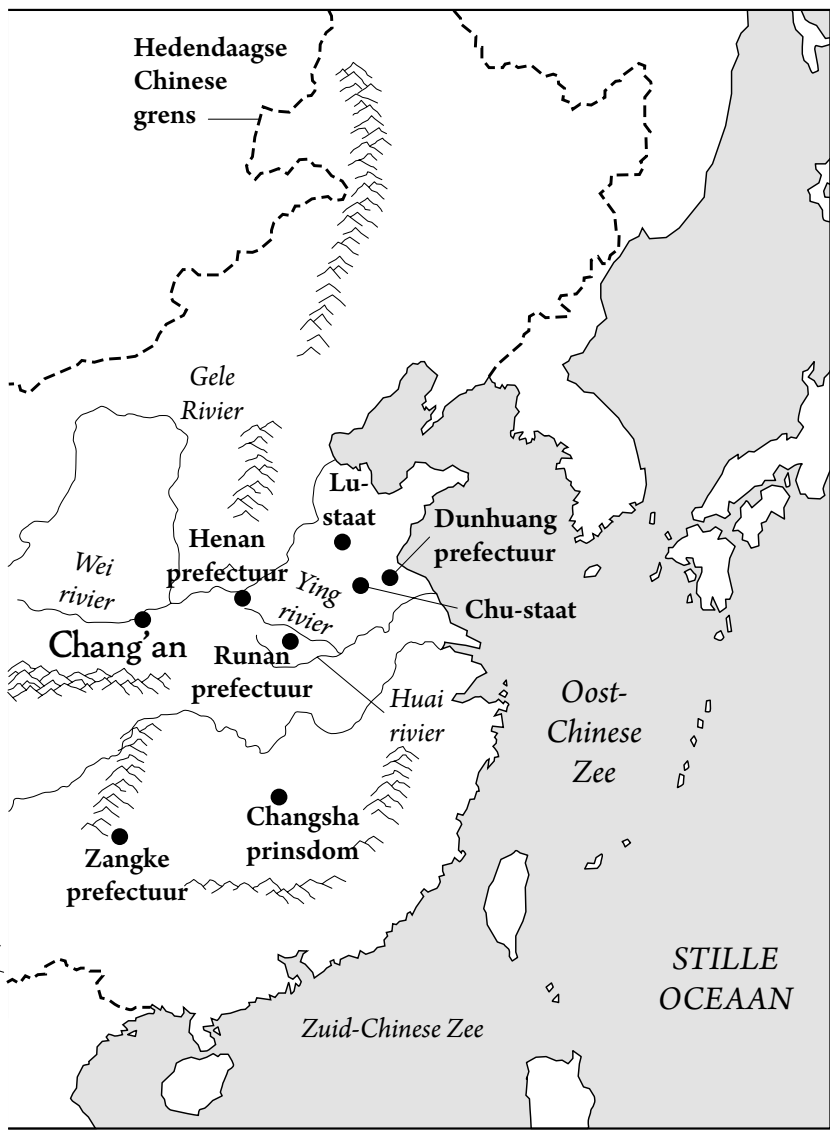 Hedendaagse
Chinese
grens
Gele
Rivier
Lu-
staat
Dunhuang
prefectuur
Henan
prefectuur
Wei
rivier
Ying
rivier
Chu-staat
Chang’an
Runan
prefectuur
Huai
rivier
Oost-
Chinese
Zee
Changsha
prinsdom
Zangke
prefectuur
STILLE
OCEAAN
Zuid-Chinese Zee